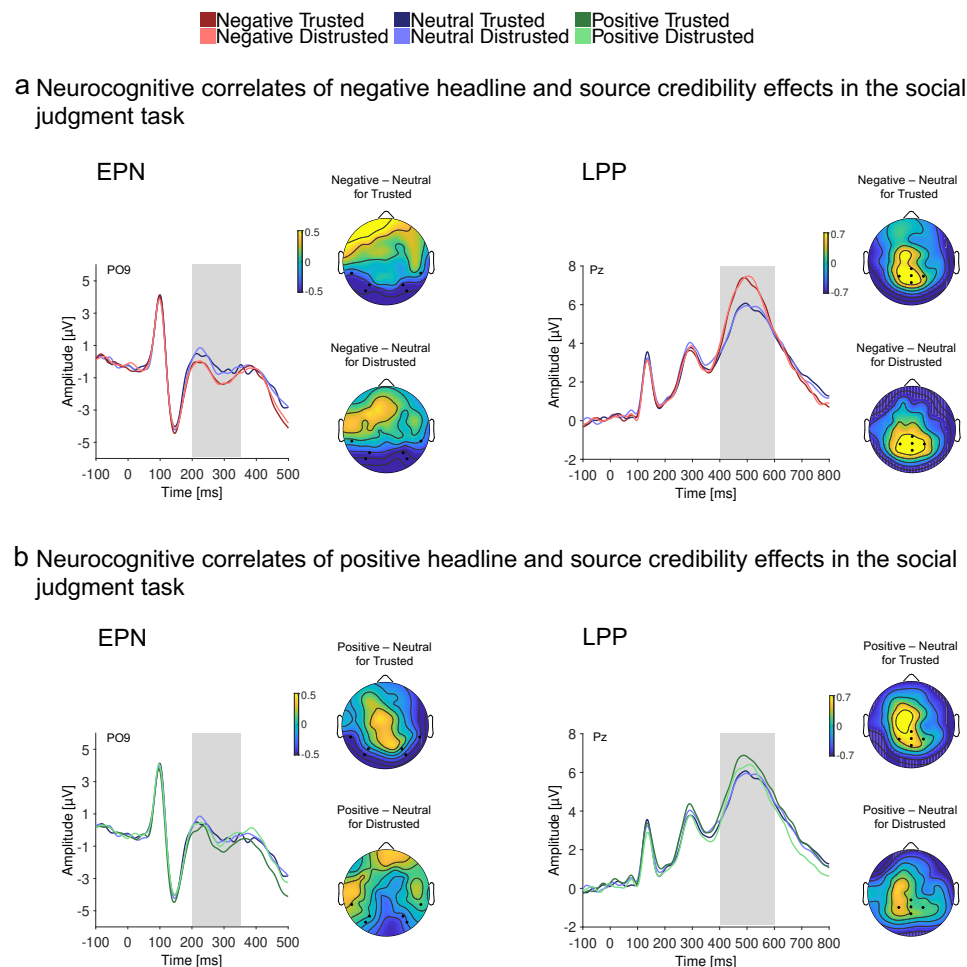 Negative Trusted Neutral Trusted Positive Trusted
Negative Distrusted Neutral Distrusted Positive Distrusted
a Neurocognitive correlates of negative headline and source credibility effects in the social
judgment task
EPN
Negative – Neutral
for Trusted
0.5
0
-0.5
PO9
5
3
1
-1
-3
-5
Amplitude [µV]
-100 0 100 200 300 400 500
Time [ms]
Negative – Neutral
for Distrusted
LPP
Negative – Neutral
for Trusted
0.7
0
-0.7
Pz
8
6
4
2
0
-2
Amplitude [µV]
-100 0 100 200 300 400 500 600 700 800
Time [ms]
Negative – Neutral
for Distrusted
b Neurocognitive correlates of positive headline and source credibility effects in the social
judgment task
EPN
Positive – Neutral
for Trusted
0.5
0
-0.5
PO9
5
3
1
-1
-3
-5
Amplitude [µV]
-100 0 100 200 300 400 500
Time [ms]
Positive – Neutral
for Distrusted
LPP
Positive – Neutral
for Trusted
0.7
0
-0.7
Pz
8
6
4
2
0
-2
Amplitude [µV]
-100 0 100 200 300 400 500 600 700 800
Time [ms]
Positive – Neutral
for Distrusted